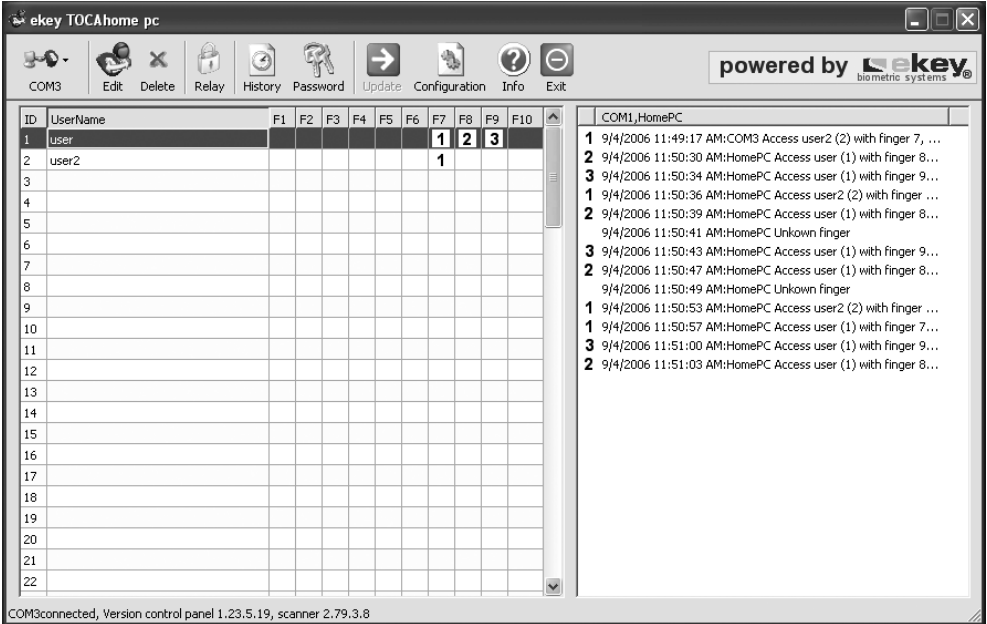 ekey TOCAhome pc
COM3 Edit Delete Relay History Password Update Configuration Info Exit
powered by ekey
biometric systems ®
ID UserName F1 F2 F3 F4 F5 F6 F7 F8 F9 F10
1 user 1 2 3
2 user2 1
3
4
5
6
7
8
9
10
11
12
13
14
15
16
17
18
19
20
21
22
COM1,HomePC
1 9/4/2006 11:49:17 AM:COM3 Access user2 (2) with finger 7, ...
2 9/4/2006 11:50:30 AM:HomePC Access user (1) with finger 8...
3 9/4/2006 11:50:34 AM:HomePC Access user (1) with finger 9...
1 9/4/2006 11:50:36 AM:HomePC Access user2 (2) with finger ...
2 9/4/2006 11:50:39 AM:HomePC Access user (1) with finger 8...
9/4/2006 11:50:41 AM:HomePC Unkown finger
3 9/4/2006 11:50:43 AM:HomePC Access user (1) with finger 9...
2 9/4/2006 11:50:47 AM:HomePC Access user (1) with finger 8...
9/4/2006 11:50:49 AM:HomePC Unkown finger
1 9/4/2006 11:50:53 AM:HomePC Access user2 (2) with finger ...
1 9/4/2006 11:50:57 AM:HomePC Access user (1) with finger 7...
3 9/4/2006 11:51:00 AM:HomePC Access user (1) with finger 9...
2 9/4/2006 11:51:03 AM:HomePC Access user (1) with finger 8...
COM3connected, Version control panel 1.23.5.19, scanner 2.79.3.8